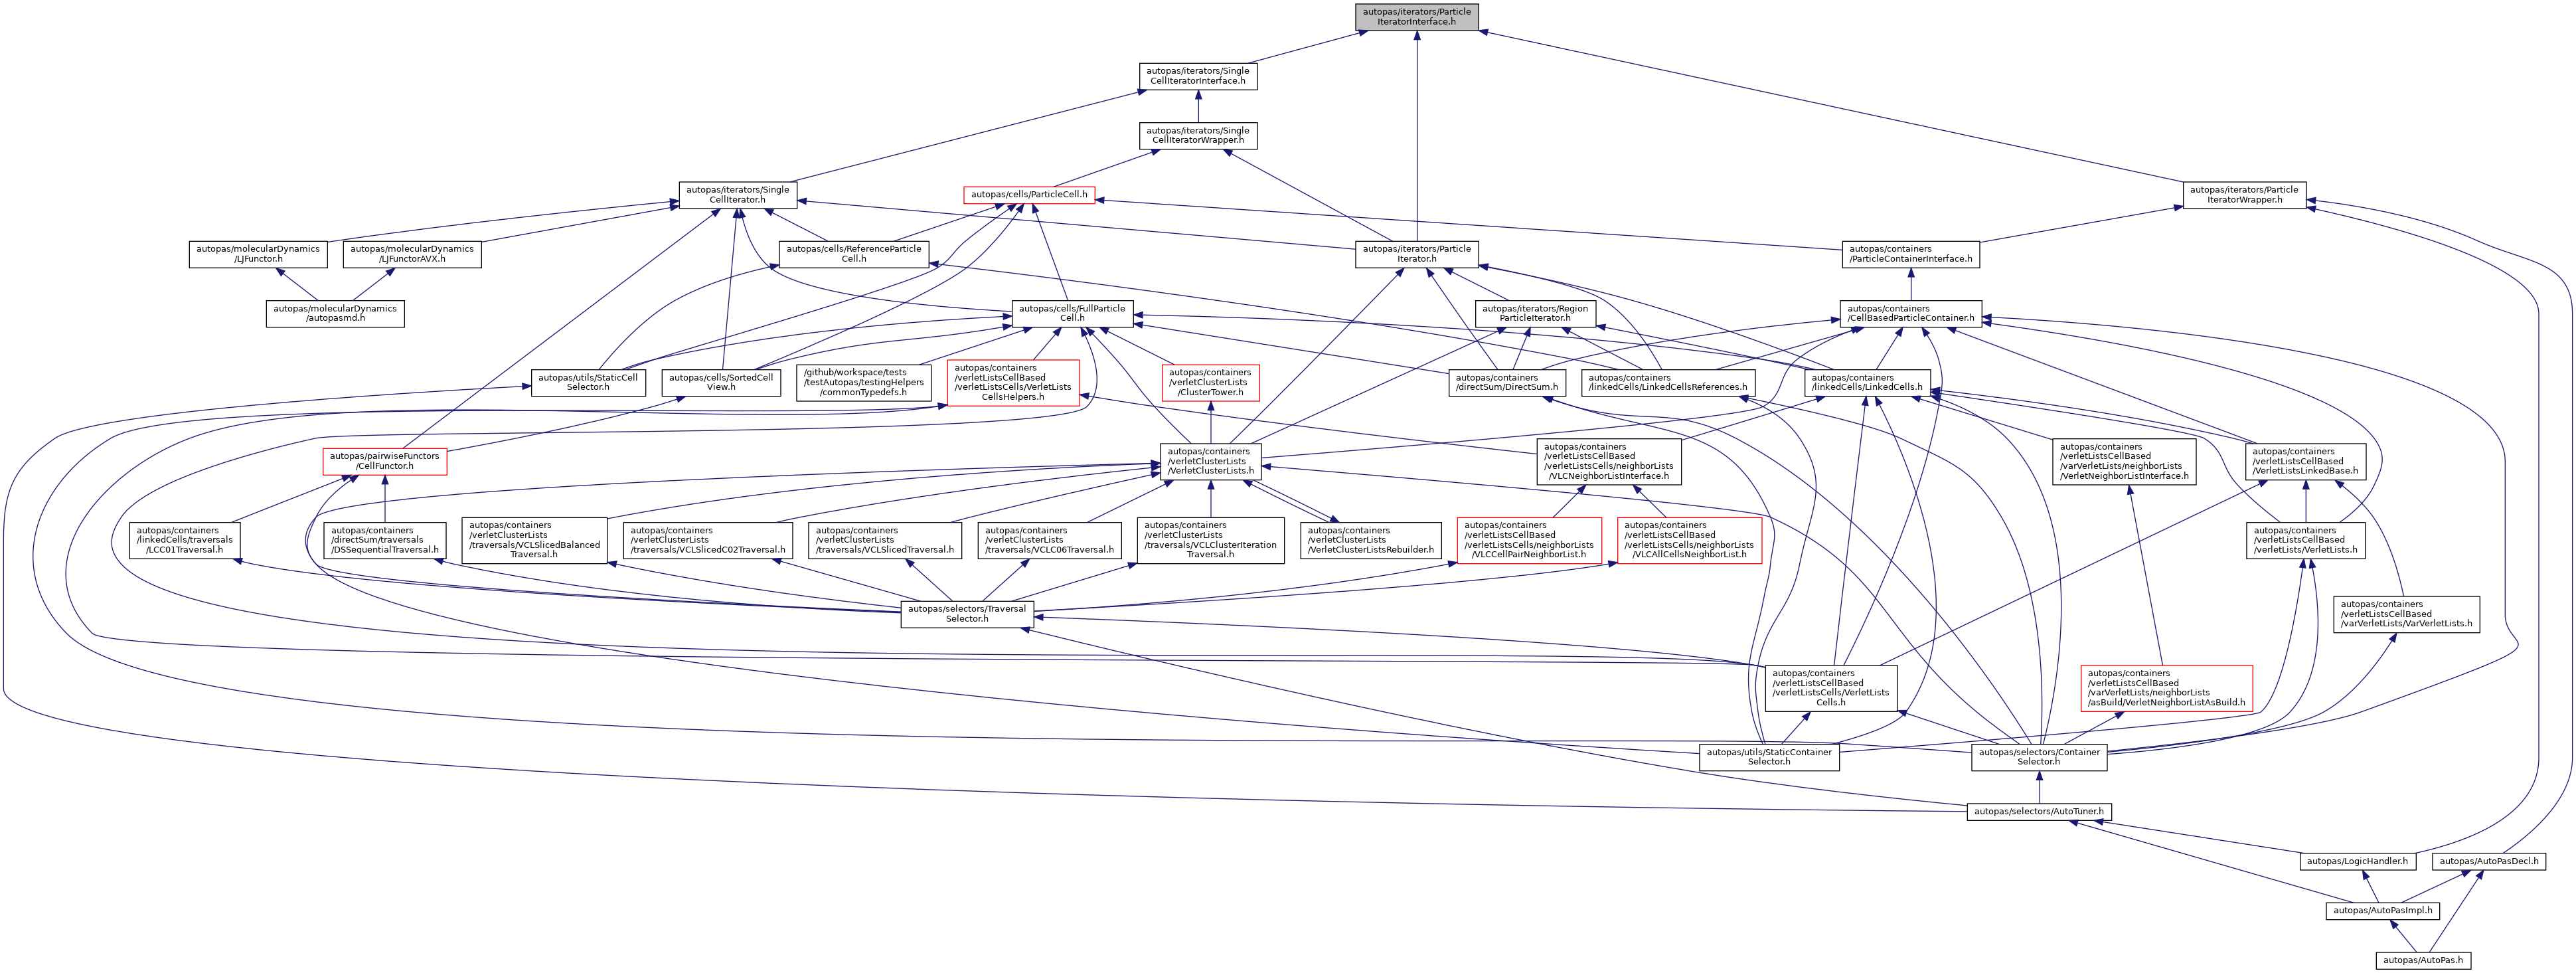 autopas/iterators/Particle
IteratorInterface.h
autopas/iterators/Single
CellIteratorInterface.h
autopas/iterators/Single
CellIteratorWrapper.h
autopas/iterators/Single
CellIterator.h
autopas/cells/ParticleCell.h
autopas/iterators/Particle
IteratorWrapper.h
autopas/molecularDynamics
/LJFunctor.h
autopas/molecularDynamics
/LJFunctorAVX.h
autopas/cells/ReferenceParticle
Cell.h
autopas/iterators/Particle
Iterator.h
autopas/containers
/ParticleContainerInterface.h
autopas/molecularDynamics
/autopasmd.h
autopas/cells/FullParticle
Cell.h
autopas/iterators/Region
ParticleIterator.h
autopas/containers
/CellBasedParticleContainer.h
autopas/utils/StaticCell
Selector.h
autopas/cells/SortedCell
View.h
/github/workspace/tests
/testAutopas/testingHelpers
/commonTypedefs.h
autopas/containers
/verletListsCellBased
/verletListsCells/VerletLists
CellsHelpers.h
autopas/containers
/verletClusterLists
/ClusterTower.h
autopas/containers
/directSum/DirectSum.h
autopas/containers
/linkedCells/LinkedCellsReferences.h
autopas/containers
/linkedCells/LinkedCells.h
autopas/pairwiseFunctors
/CellFunctor.h
autopas/containers
/verletClusterLists
/VerletClusterLists.h
autopas/containers
/verletListsCellBased
/verletListsCells/neighborLists
/VLCNeighborListInterface.h
autopas/containers
/verletListsCellBased
/varVerletLists/neighborLists
/VerletNeighborListInterface.h
autopas/containers
/verletListsCellBased
/VerletListsLinkedBase.h
autopas/containers
/linkedCells/traversals
/LCC01Traversal.h
autopas/containers
/directSum/traversals
/DSSequentialTraversal.h
autopas/containers
/verletClusterLists
/traversals/VCLSlicedBalanced
Traversal.h
autopas/containers
/verletClusterLists
/traversals/VCLSlicedC02Traversal.h
autopas/containers
/verletClusterLists
/traversals/VCLSlicedTraversal.h
autopas/containers
/verletClusterLists
/traversals/VCLC06Traversal.h
autopas/containers
/verletClusterLists
/traversals/VCLClusterIteration
Traversal.h
autopas/containers
/verletClusterLists
/VerletClusterListsRebuilder.h
autopas/containers
/verletListsCellBased
/verletListsCells/neighborLists
/VLCCellPairNeighborList.h
autopas/containers
/verletListsCellBased
/verletListsCells/neighborLists
/VLCAllCellsNeighborList.h
autopas/containers
/verletListsCellBased
/verletLists/VerletLists.h
autopas/selectors/Traversal
Selector.h
autopas/containers
/verletListsCellBased
/varVerletLists/VarVerletLists.h
autopas/containers
/verletListsCellBased
/verletListsCells/VerletLists
Cells.h
autopas/containers
/verletListsCellBased
/varVerletLists/neighborLists
/asBuild/VerletNeighborListAsBuild.h
autopas/utils/StaticContainer
Selector.h
autopas/selectors/Container
Selector.h
autopas/selectors/AutoTuner.h
autopas/LogicHandler.h
autopas/AutoPasDecl.h
autopas/AutoPasImpl.h
autopas/AutoPas.h